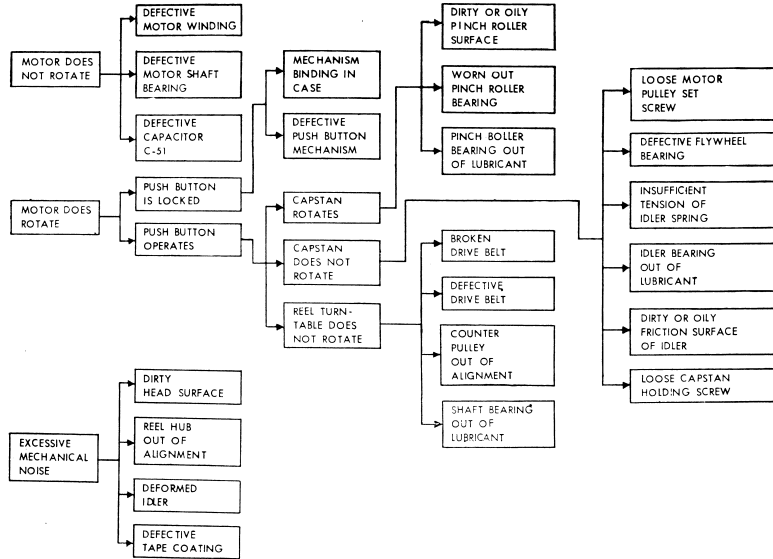 MOTOR DOES
NOT ROTATE
DEFECTIVE
MOTOR WINDING
DEFECTIVE
MOTOR SHAFT
BEARING
DEFECTIVE
CAPACITOR
C-51
MOTOR DOES
ROTATE
PUSH BUTTON
IS LOCKED
PUSH BUTTON
OPERATES
MECHANISM
BINDING IN
CASE
DEFECTIVE
PUSH BUTTON
MECHANISM
CAPSTAN
ROTATES
CAPSTAN
DOES NOT
ROTATE
REEL TURN-
TABLE DOES
NOT ROTATE
DIRTY OR OILY
PINCH ROLLER
SURFACE
WORN OUT
PINCH ROLLER
BEARING
PINCH BOLLER
BEARING OUT
OF LUBRICANT
BROKEN
DRIVE BELT
DEFECTIVE
DRIVE BELT
COUNTER
PULLEY
OUT OF
ALIGNMENT
SHAFT BEARING
OUT OF
LUBRICANT
LOOSE MOTOR
PULLEY SET
SCREW
DEFECTIVE FLYWHEEL
BEARING
INSUFFICIENT
TENSION OF
IDLER SPRING
IDLER BEARING
OUT OF
LUBRICANT
DIRTY OR OILY
FRICTION SURFACE
OF IDLER
LOOSE CAPSTAN
HOLDING SCREW
EXCESSIVE
MECHANICAL
NOISE
DIRTY
HEAD SURFACE
REEL HUB
OUT OF
ALIGNMENT
DEFORMED
IDLER
DEFECTIVE
TAPE COATING